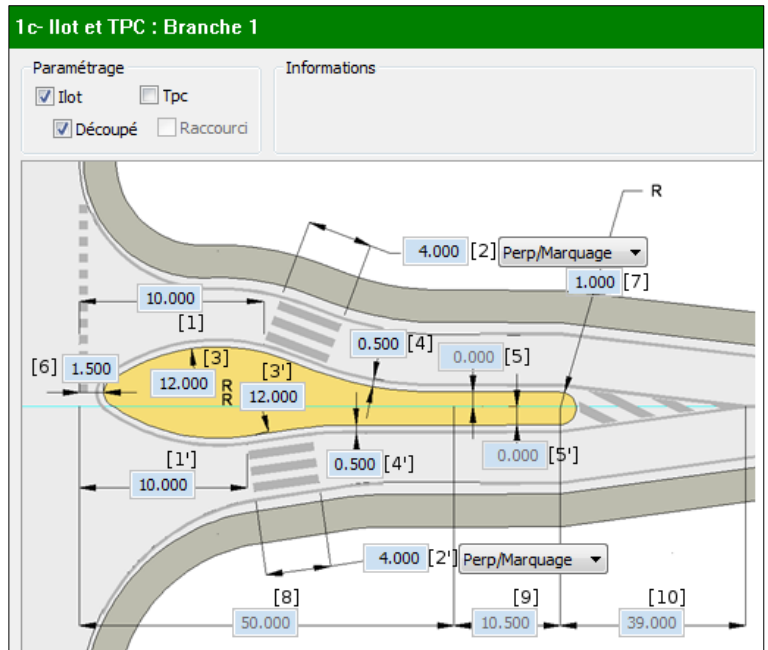 1c- Ilot et TPC : Branche 1
Paramétrage
Informations
Ilot
Tpc
Découpé
Raccourci
R
4.000 [2] Perp/Marquage
1.000 [7]
10.000
[1]
0.500 [4]
0.000 [5]
[6] 1.500
[3]
12.000
R
R
[3']
12.000
[1']
10.000
0.500 [4']
0.000 [5']
4.000 [2'] Perp/Marquage
[8]
50.000
[9]
10.500
[10]
39.000